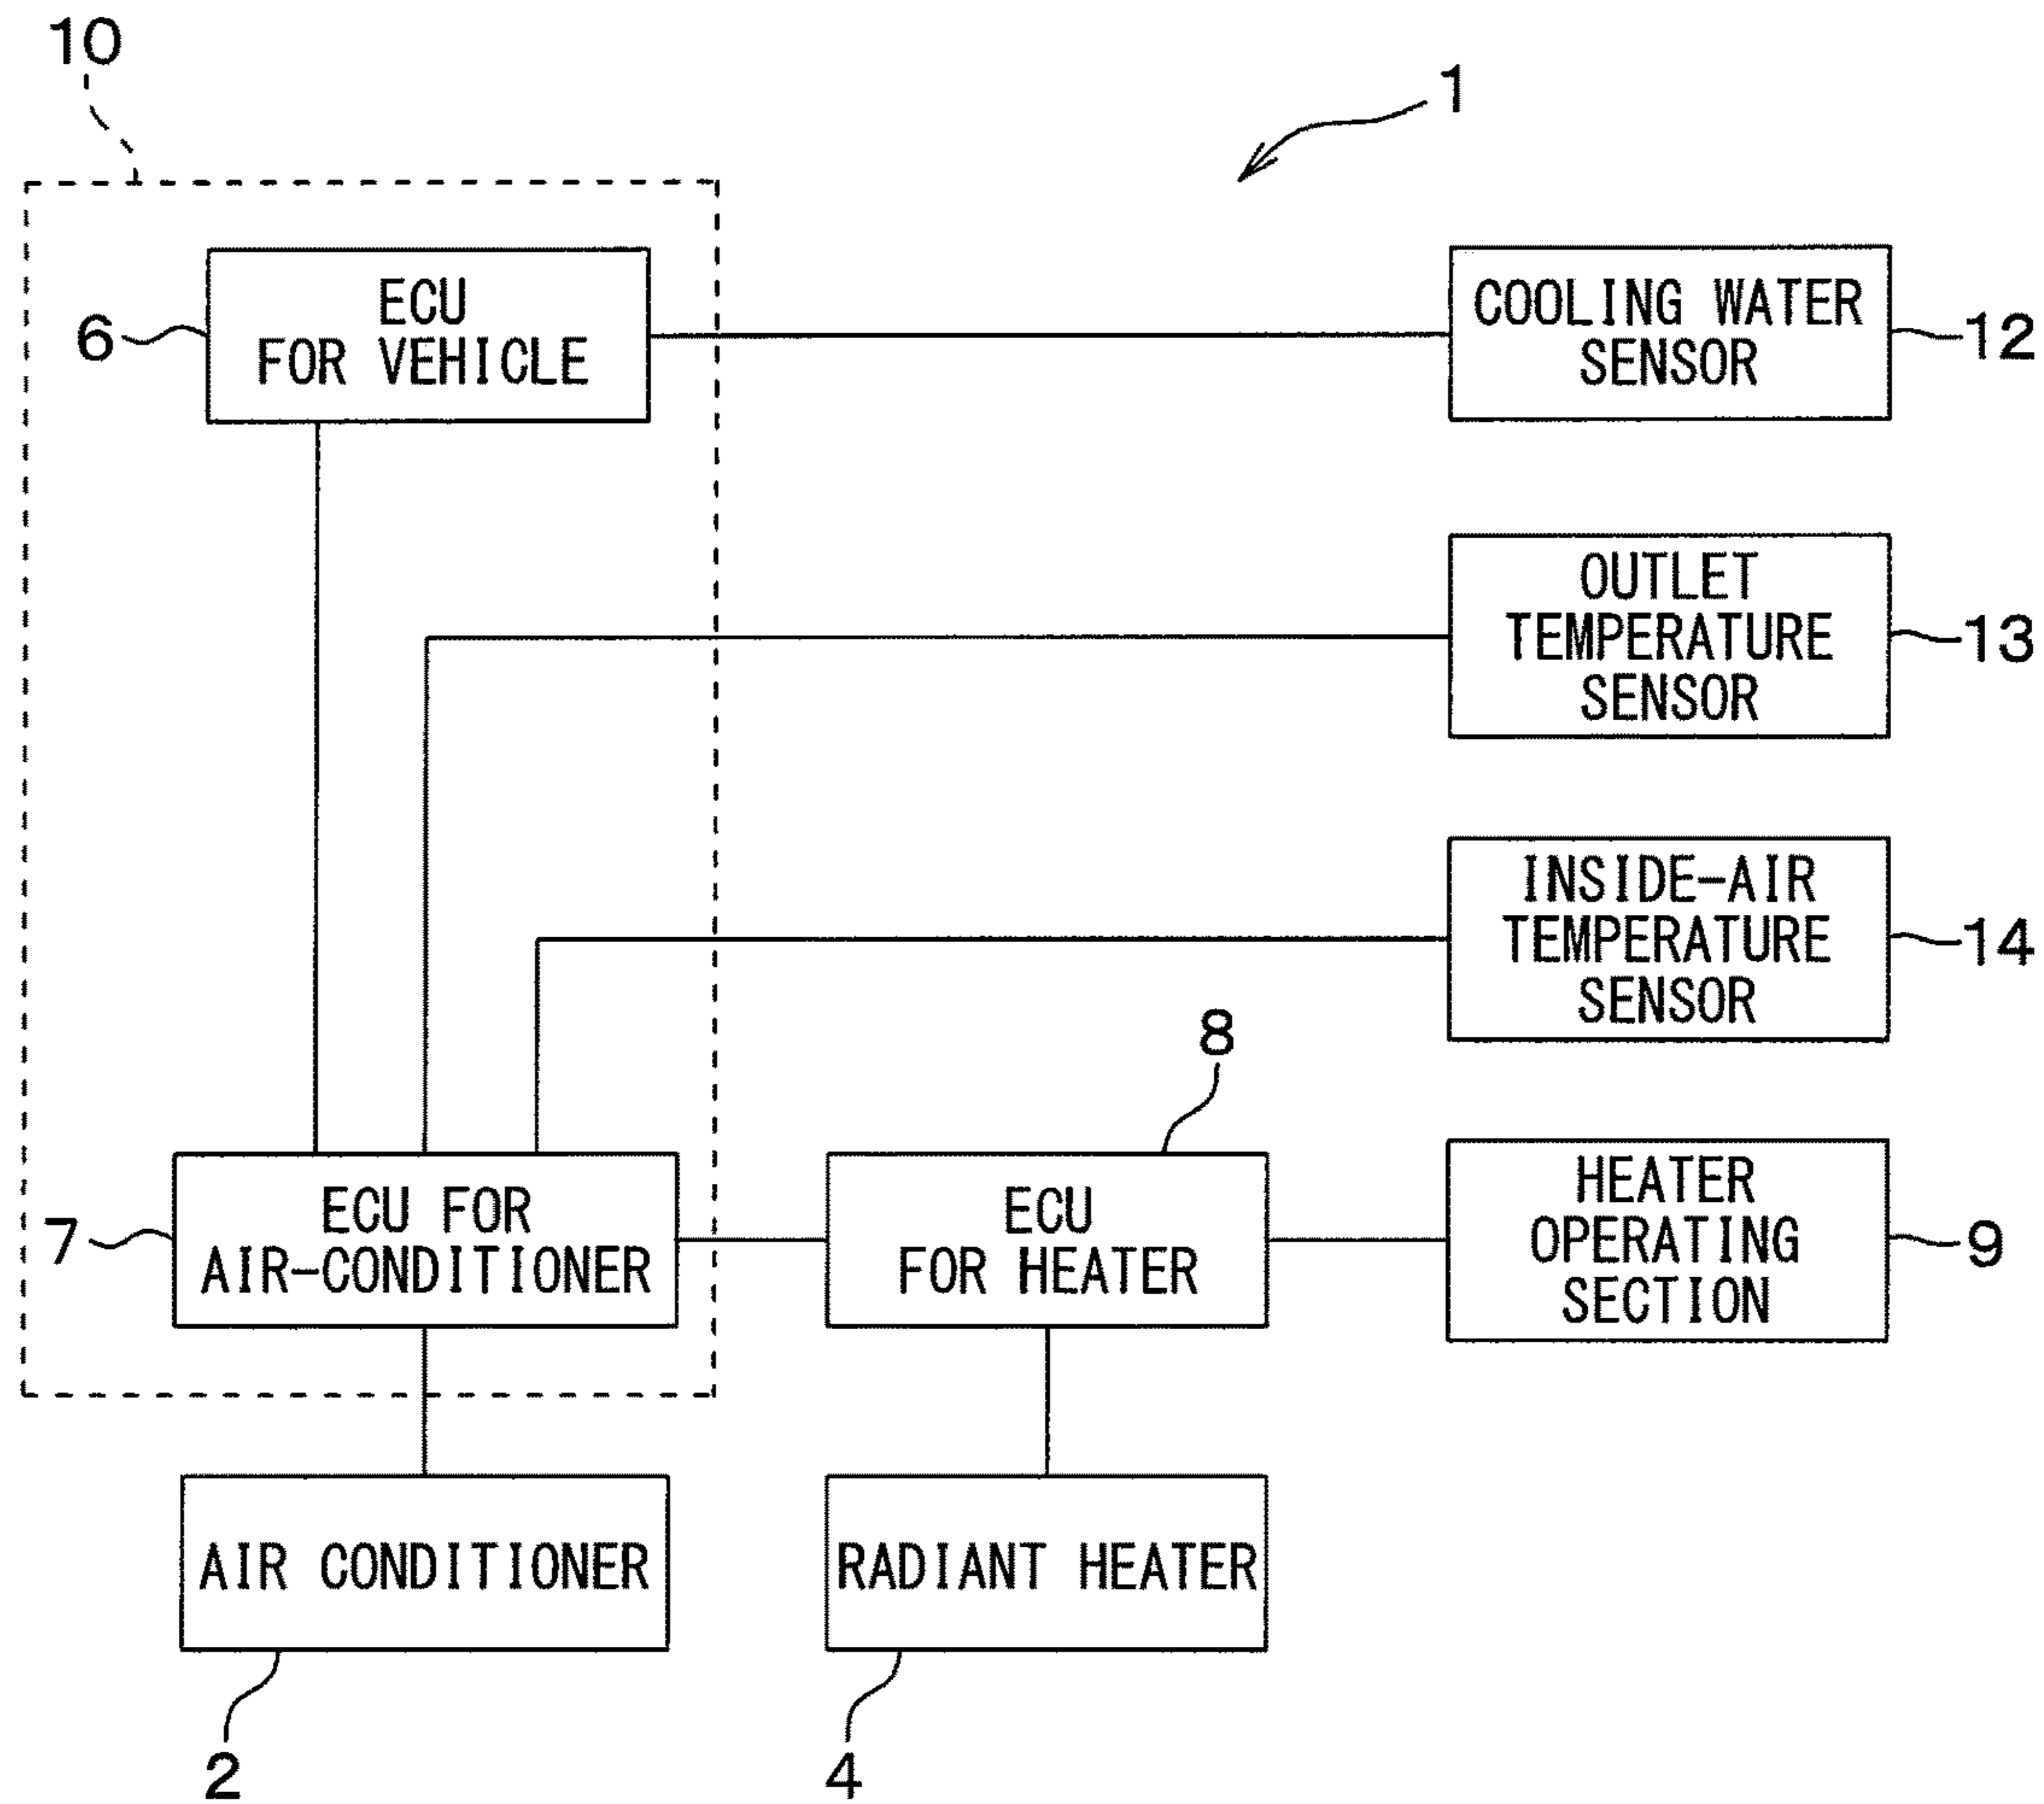 10
1
ECU
FOR VEHICLE
6
COOLING WATER
SENSOR
12
OUTLET
TEMPERATURE
SENSOR
13
INSIDE-AIR
TEMPERATURE
SENSOR
14
8
ECU FOR
AIR-CONDITIONER
7
ECU
FOR HEATER
HEATER
OPERATING
SECTION
9
AIR CONDITIONER
RADIANT HEATER
2
4